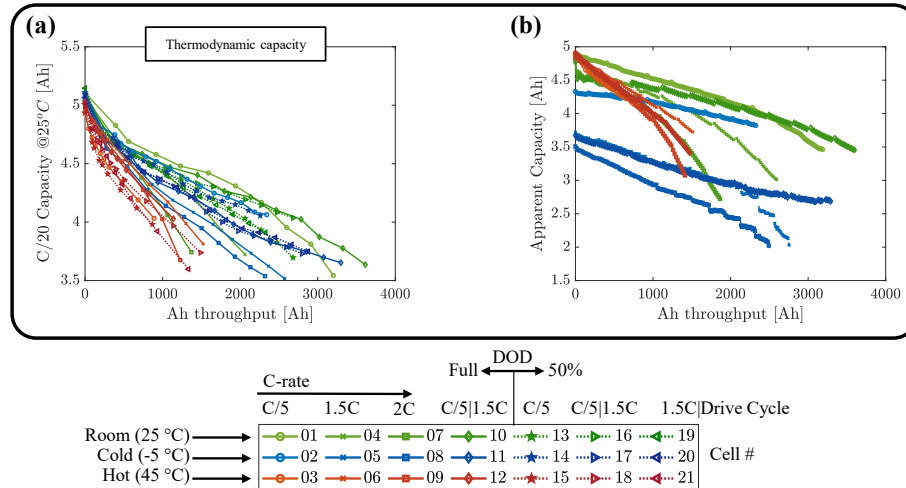 (a)
Thermodynamic capacity
(b)
5.5
5
4.5
4
3.5
C/20 Capacity @25°C [Ah]
0 1000 2000 3000 4000
Ah throughput [Ah]
5
4.5
4
3.5
3
2.5
2
1.5
Apparent Capacity [Ah]
0 1000 2000 3000 4000
Ah throughput [Ah]
DOD
Full 50%
C-rate
C/5 1.5C 2C C/5|1.5C C/5 C/5|1.5C 1.5C|Drive Cycle
Room (25 °C) 01 04 07 10 13 16 19
Cold (-5 °C) 02 05 08 11 14 17 20 Cell #
Hot (45 °C) 03 06 09 12 15 18 21